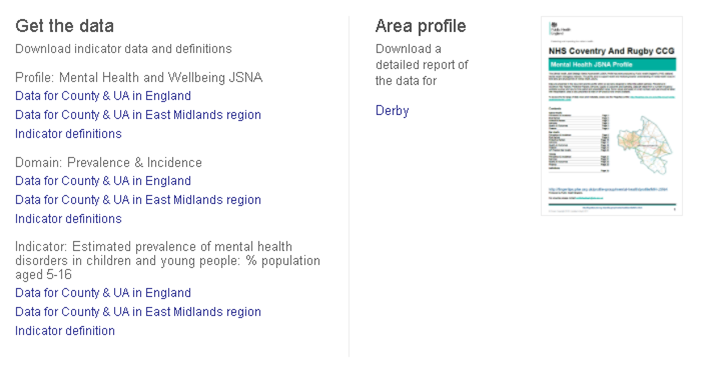 Get the data
Download indicator data and definitions
Profile: Mental Health and Wellbeing JSNA
Data for County & UA in England
Data for County & UA in East Midlands region
Indicator definitions
Domain: Prevalence & Incidence
Data for County & UA in England
Data for County & UA in East Midlands region
Indicator definitions
Indicator: Estimated prevalence of mental health
disorders in children and young people: % population
aged 5-16
Data for County & UA in England
Data for County & UA in East Midlands region
Indicator definition
Area profile
Download a
detailed report of
the data for
Derby
NHS Coventry And Rugby CCG
Mental Health JSNA Profile